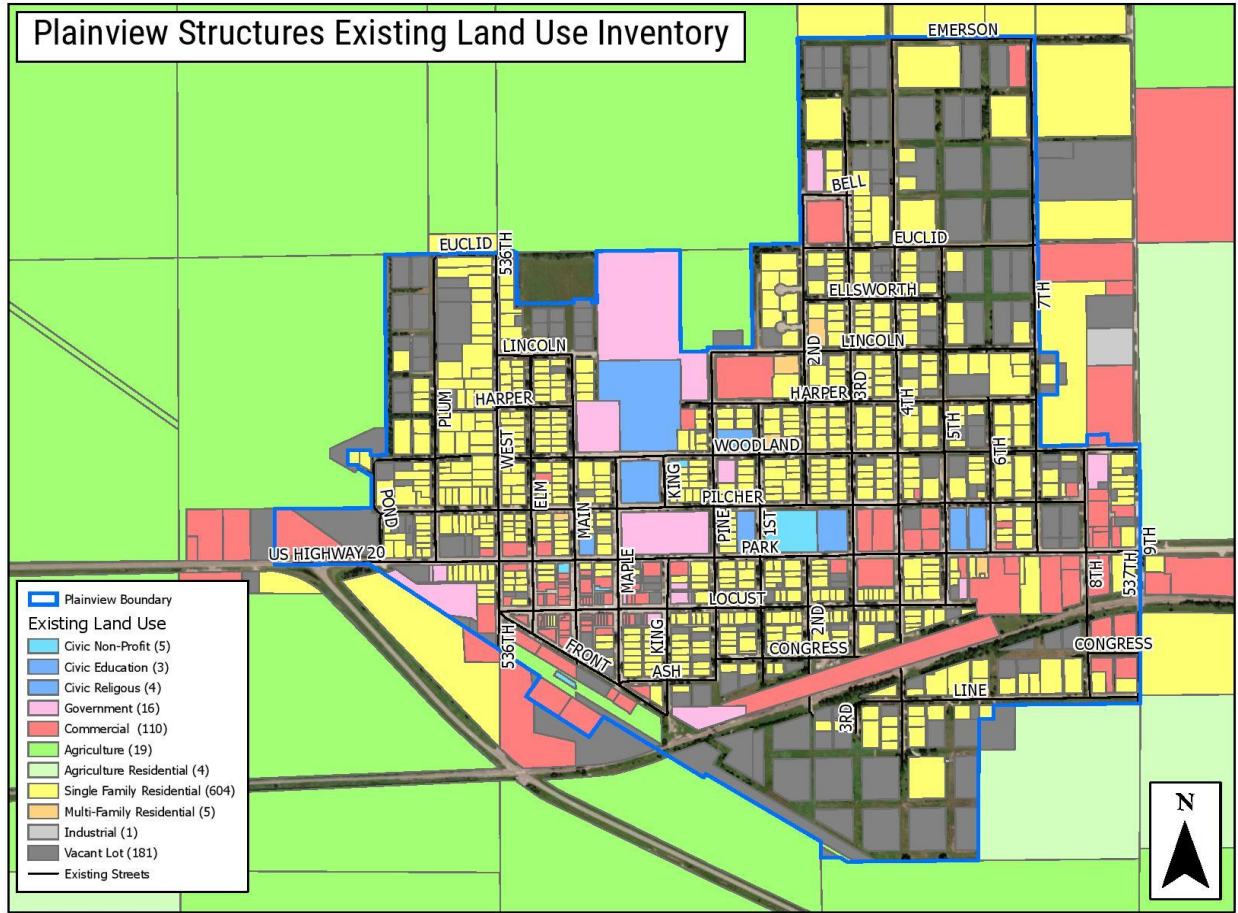 Plainview Structures Existing Land Use Inventory
EMERSON
BELL
EUCLID
EUCLID
536TH
ELLSWORTH
7TH
LINCOLN
2ND
LINCOLN
HARPER
HARPER
3RD
4TH
PLUM
WEST
WOODLAND
5TH
6TH
POND
ELM
MAIN
KING
PILCHER
PINE
1ST
US HIGHWAY 20
MAPLE
PARK
8TH
537TH
9TH
LOCUST
536TH
FRONT
KING
2ND
CONGRESS
CONGRESS
ASH
LINE
3RD
Plainview Boundary
Existing Land Use
Civic Non-Profit (5)
Civic Education (3)
Civic Religous (4)
Government (16)
Commercial (110)
Agriculture (19)
Agriculture Residential (4)
Single Family Residential (604)
Multi-Family Residential (5)
Industrial (1)
Vacant Lot (181)
Existing Streets
N